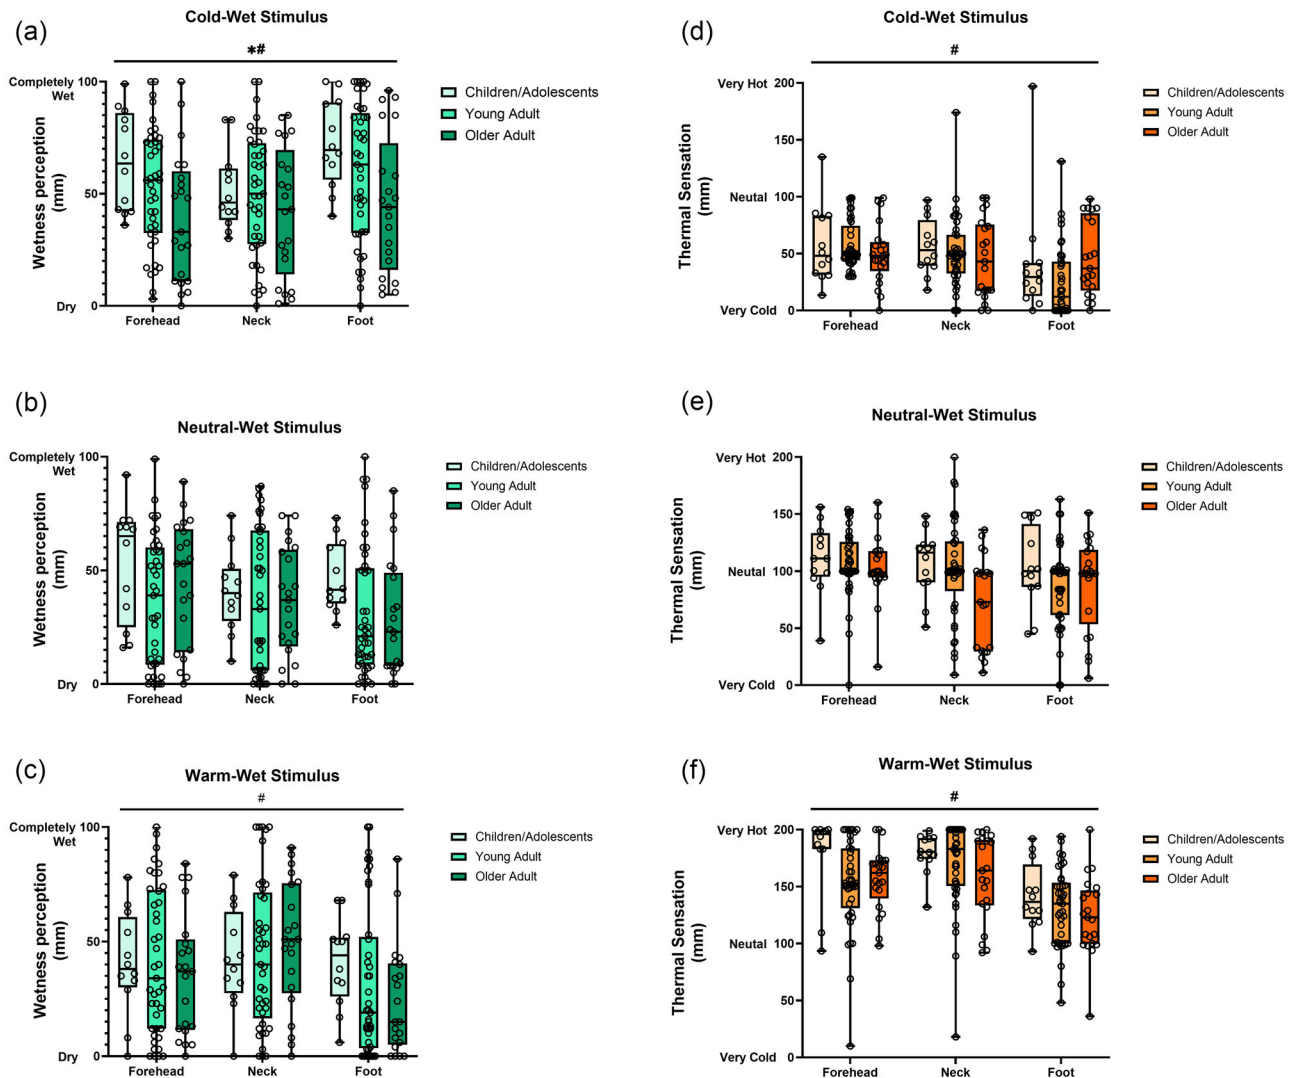 (a)
Cold-Wet Stimulus
*#
Completely
Wet
100
50
Dry
0
Wetness perception
(mm)
Forehead
Neck
Foot
Children/Adolescents
Young Adult
Older Adult
(d)
Cold-Wet Stimulus
#
Very Hot
200
150
Neutal
100
50
Very Cold
0
Thermal Sensation
(mm)
Forehead
Neck
Foot
Children/Adolescents
Young Adult
Older Adult
(b)
Neutral-Wet Stimulus
Completely
Wet
100
50
Dry
0
Wetness perception
(mm)
Forehead
Neck
Foot
Children/Adolescents
Young Adult
Older Adult
(e)
Neutral-Wet Stimulus
Very Hot
200
150
Neutal
100
50
Very Cold
0
Thermal Sensation
(mm)
Forehead
Neck
Foot
Children/Adolescents
Young Adult
Older Adult
(c)
Warm-Wet Stimulus
#
Completely
Wet
100
50
Dry
0
Wetness perception
(mm)
Forehead
Neck
Foot
Children/Adolescents
Young Adult
Older Adult
(f)
Warm-Wet Stimulus
#
Very Hot
200
150
Neutal
100
50
Very Cold
0
Thermal Sensation
(mm)
Forehead
Neck
Foot
Children/Adolescents
Young Adult
Older Adult